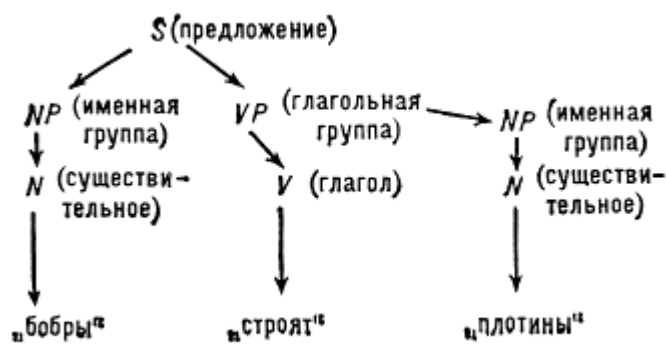 S (предложение)
NP (именная группа)
VP (глагольная группа)
NP (именная группа)
N (существи-
тельное)
V (глагол)
N (существи-
тельное)
„бобры“
„строят“
„плотины“